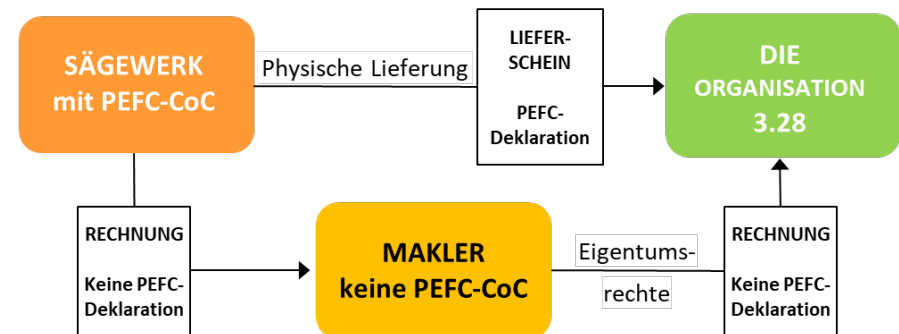 SÄGEWERK
mit PEFC-CoC
Physische Lieferung
LIEFER-
SCHEIN
PEFC-
Deklaration
DIE
ORGANISATION
3.28
RECHNUNG
Keine PEFC-
Deklaration
MAKLER
keine PEFC-CoC
Eigentums-
rechte
RECHNUNG
Keine PEFC-
Deklaration